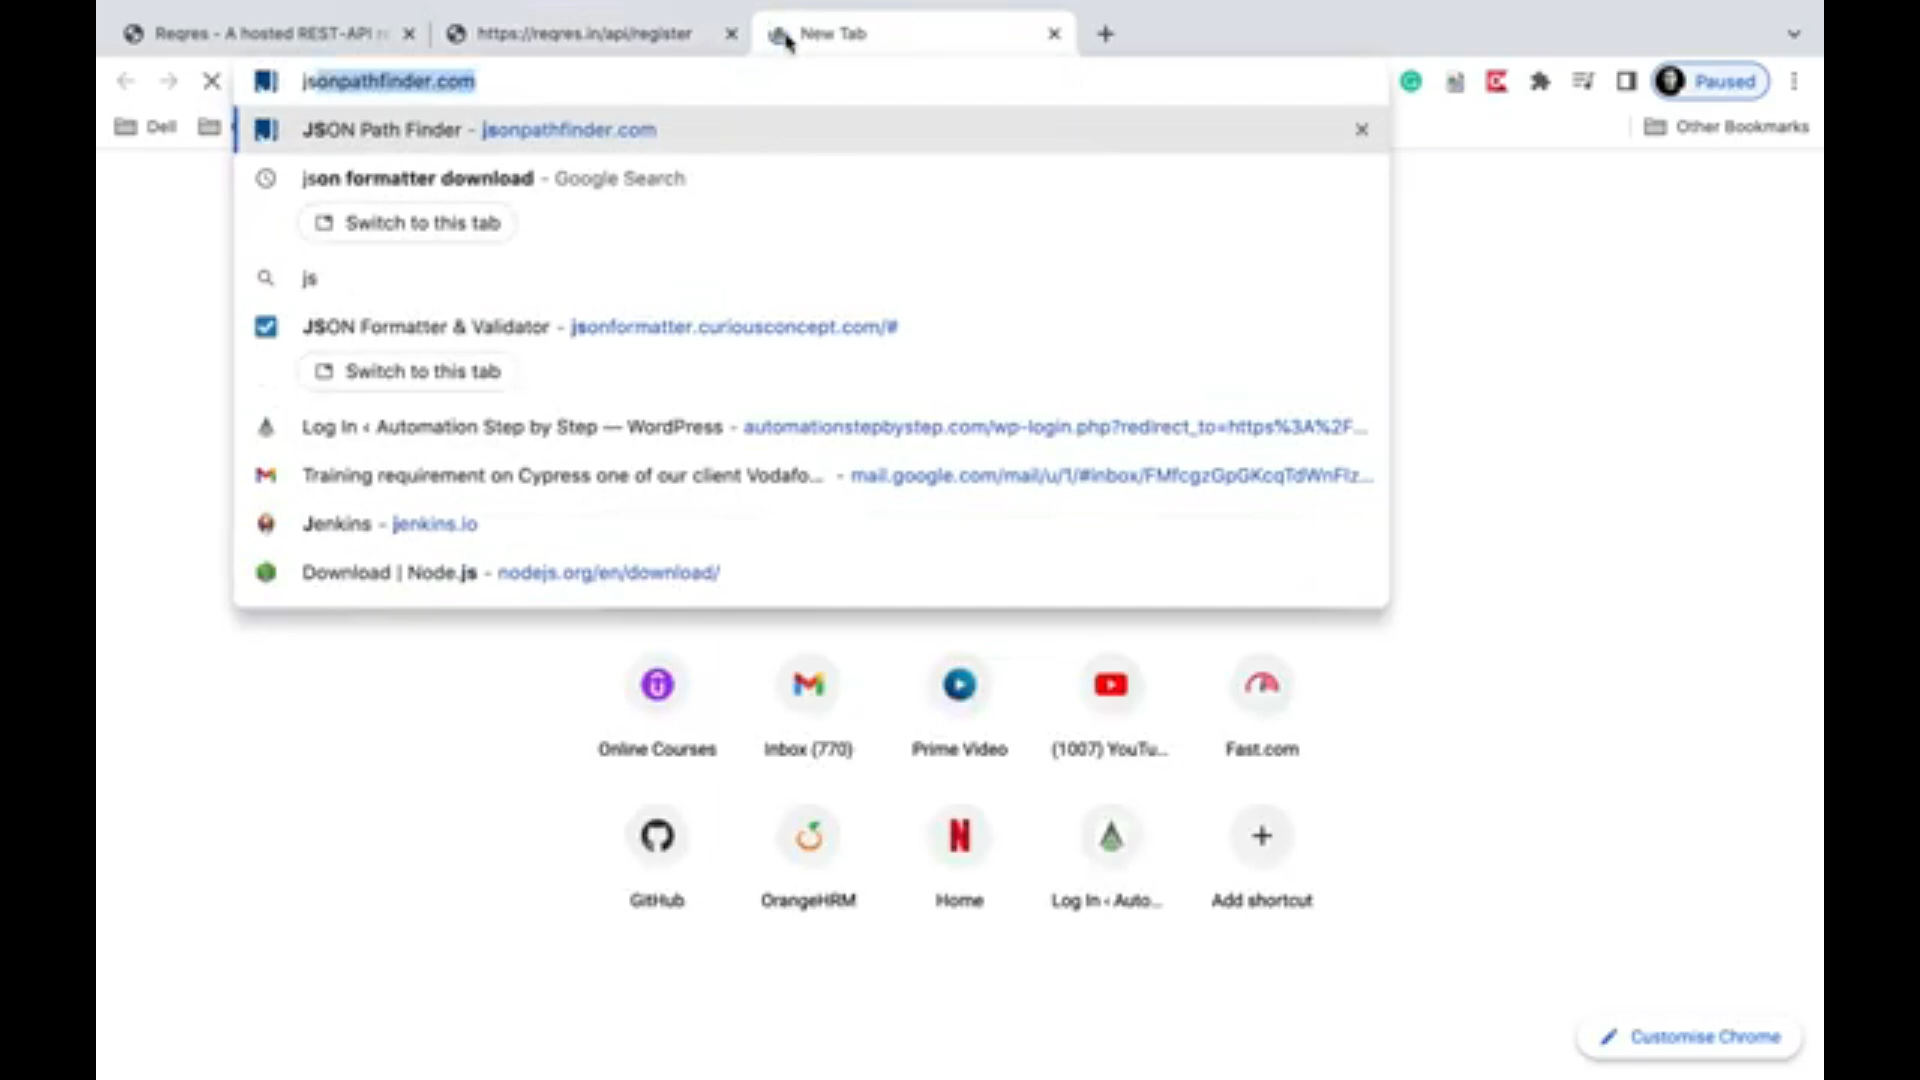 Reqres - A hosted REST-API r
https://reqres.in/api/register
New Tab
jsonpathfinder.com
Paused
Dell
Other Bookmarks
JSON Path Finder - jsonpathfinder.com
json formatter download - Google Search
Switch to this tab
js
JSON Formatter & Validator - jsonformatter.curiousconcept.com/#
Switch to this tab
Log In ‹ Automation Step by Step — WordPress - automationstepbystep.com/wp-login.php?redirect_to=https%3A%2F...
Training requirement on Cypress one of our client Vodafo... - mail.google.com/mail/u/1/#inbox/FMfcgzGpGKcqTdWnFlz...
Jenkins - jenkins.io
Download | Node.js - nodejs.org/en/download/
Online Courses
Inbox (770)
Prime Video
(1007) YouTu...
Fast.com
GitHub
OrangeHRM
Home
Log In ‹ Auto...
Add shortcut
Customise Chrome